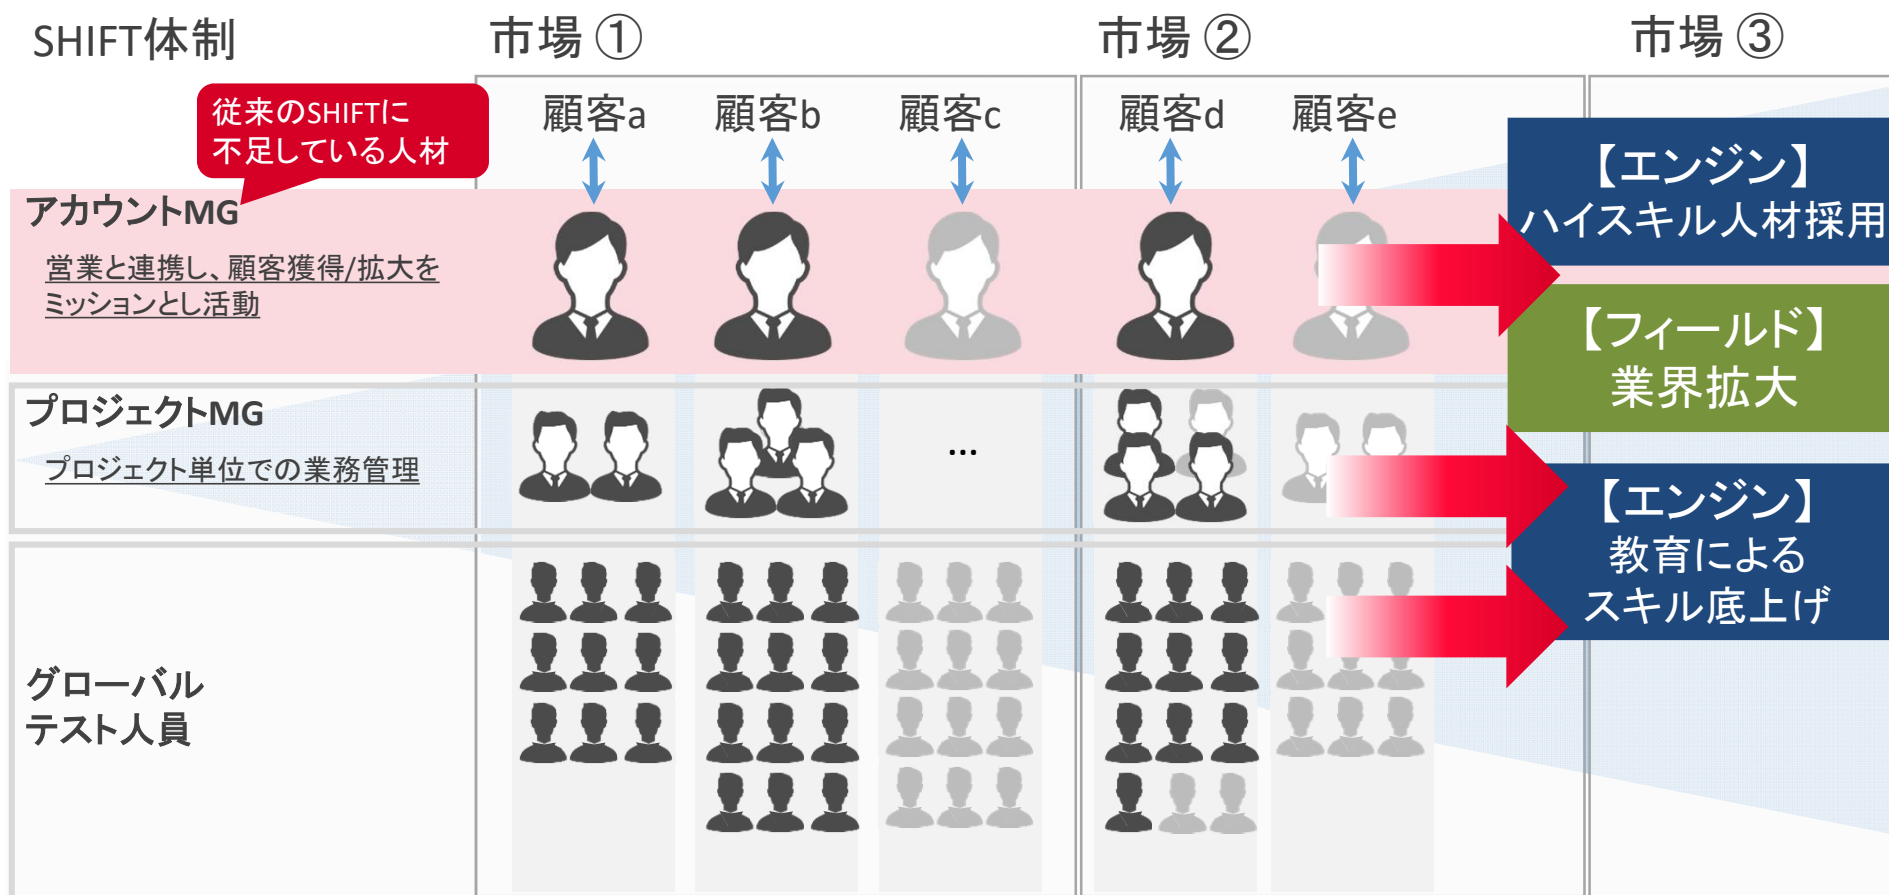 SHIFT体制
市場 ①
市場 ②
市場 ③
従来のSHIFTに
不足している人材
顧客a
顧客b
顧客c
顧客d
顧客e
アカウントMG
営業と連携し、顧客獲得/拡大を
ミッションとし活動
【エンジン】
ハイスキル人材採用
【フィールド】
業界拡大
プロジェクトMG
プロジェクト単位での業務管理
…
【エンジン】
教育による
スキル底上げ
グローバル
テスト人員